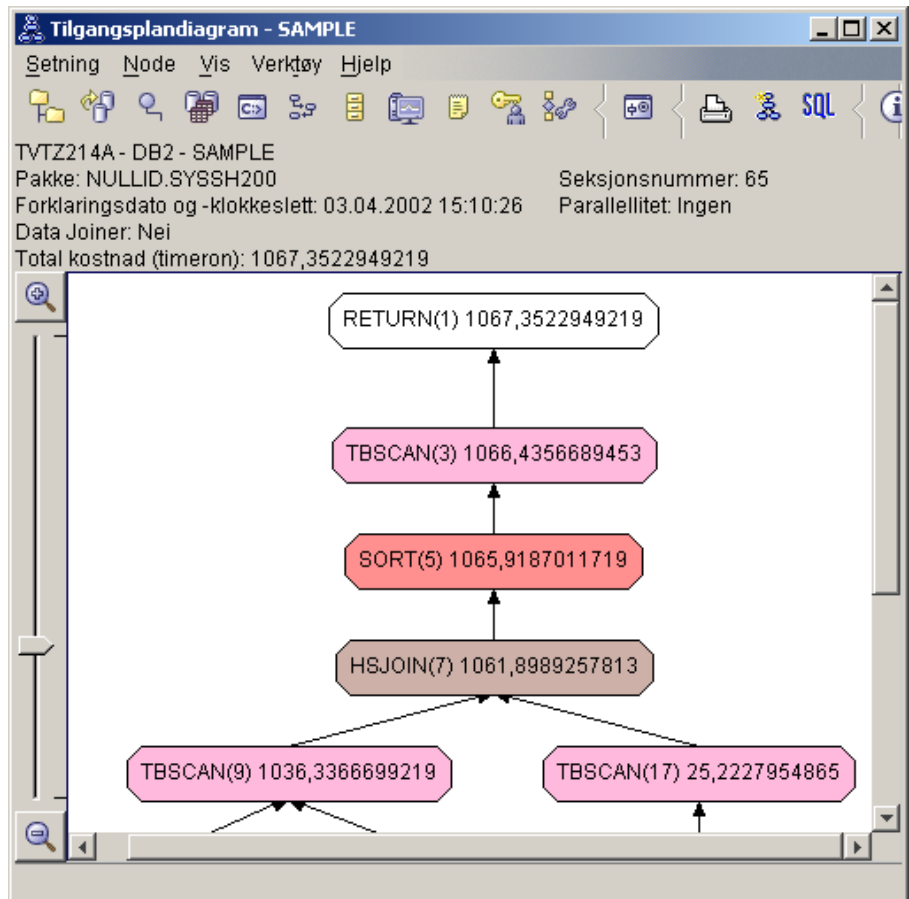 Tilgangsplandiagram - SAMPLE
Setning Node Vis Verktøy Hjelp
C:> SQL i
TVTZ214A - DB2 - SAMPLE
Pakke: NULLID.SYSSH200 Seksjonsnummer: 65
Forklaringsdato og -klokkeslett: 03.04.2002 15:10:26 Parallellitet: Ingen
Data Joiner: Nei
Total kostnad (timeron): 1067,3522949219
RETURN(1) 1067,3522949219
TBSCAN(3) 1066,4356689453
SORT(5) 1065,9187011719
HSJOIN(7) 1061,8989257813
TBSCAN(9) 1036,3366699219 TBSCAN(17) 25,2227954865